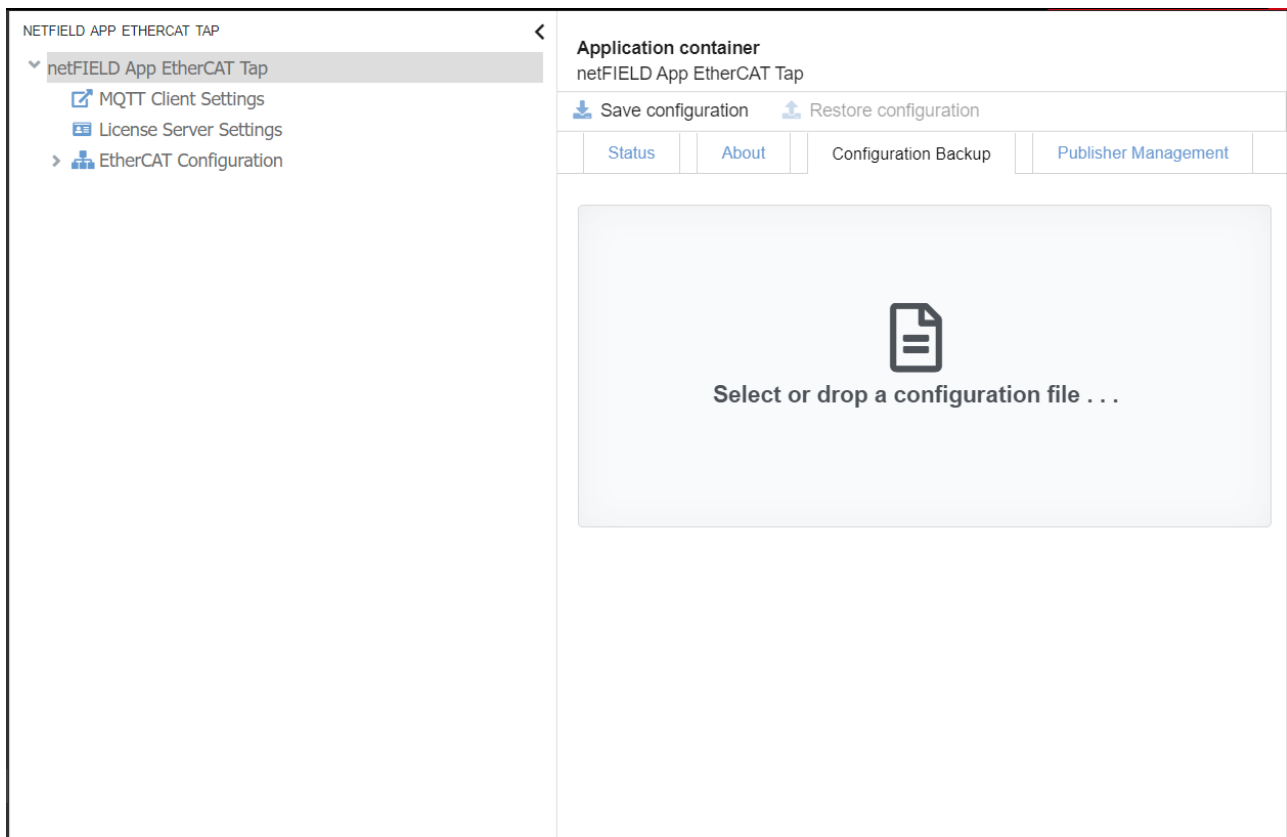 NETFIELD APP ETHERCAT TAP
netFIELD App EtherCAT Tap
MQTT Client Settings
License Server Settings
EtherCAT Configuration
Application container
netFIELD App EtherCAT Tap
Save configuration Restore configuration
Status About Configuration Backup Publisher Management
Select or drop a configuration file . . .